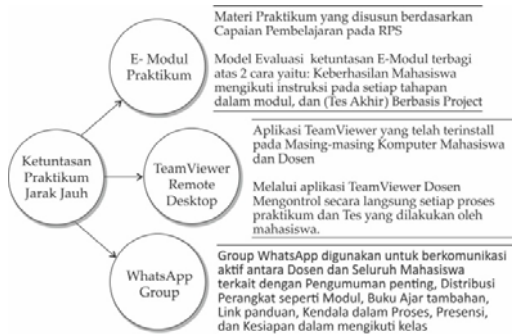 Materi Praktikum yang disusun berdasarkan
Capaian Pembelajaran pada RPS
E- Modul
Praktikum
Model Evaluasi ketuntasan E-Modul terbagi
atas 2 cara yaitu: Keberhasilan Mahasiswa
mengikuti instruksi pada setiap tahapan
dalam modul, dan (Tes Akhir) Berbasis Project
Ketuntasan
Praktikum
Jarak Jauh
TeamViewer
Remote
Desktop
Aplikasi TeamViewer yang telah terinstall
pada Masing-masing Komputer Mahasiswa
dan Dosen
Melalui aplikasi TeamViewer Dosen
Mengontrol secara langsung setiap proses
praktikum dan Tes yang dilakukan oleh
mahasiswa.
WhatsApp
Group
Group WhatsApp digunakan untuk berkomunikasi
aktif antara Dosen dan Seluruh Mahasiswa
terkait dengan Pengumuman penting, Distribusi
Perangkat seperti Modul, Buku Ajar tambahan,
Link panduan, Kendala dalam Proses, Presensi,
dan Kesiapan dalam mengikuti kelas